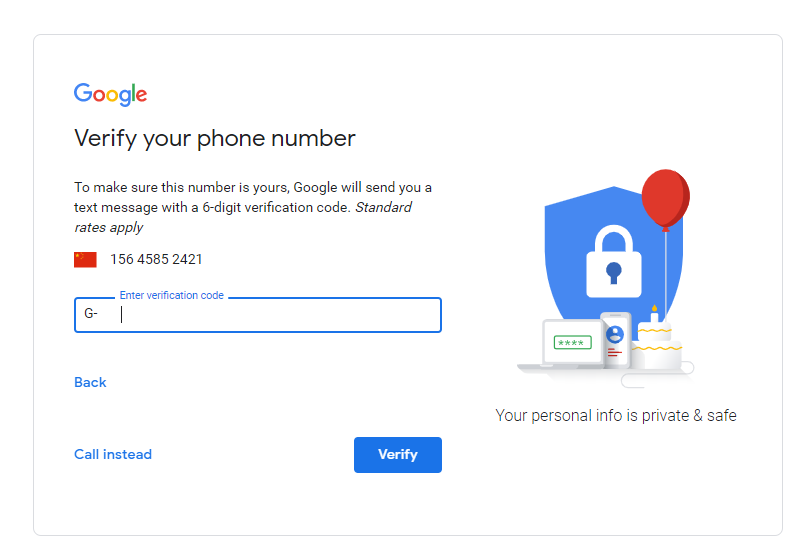 Google
Verify your phone number
To make sure this number is yours, Google will send you a
text message with a 6-digit verification code. Standard
rates apply
156 4585 2421
Enter verification code
G-
Back
Call instead
Verify
****
Your personal info is private & safe